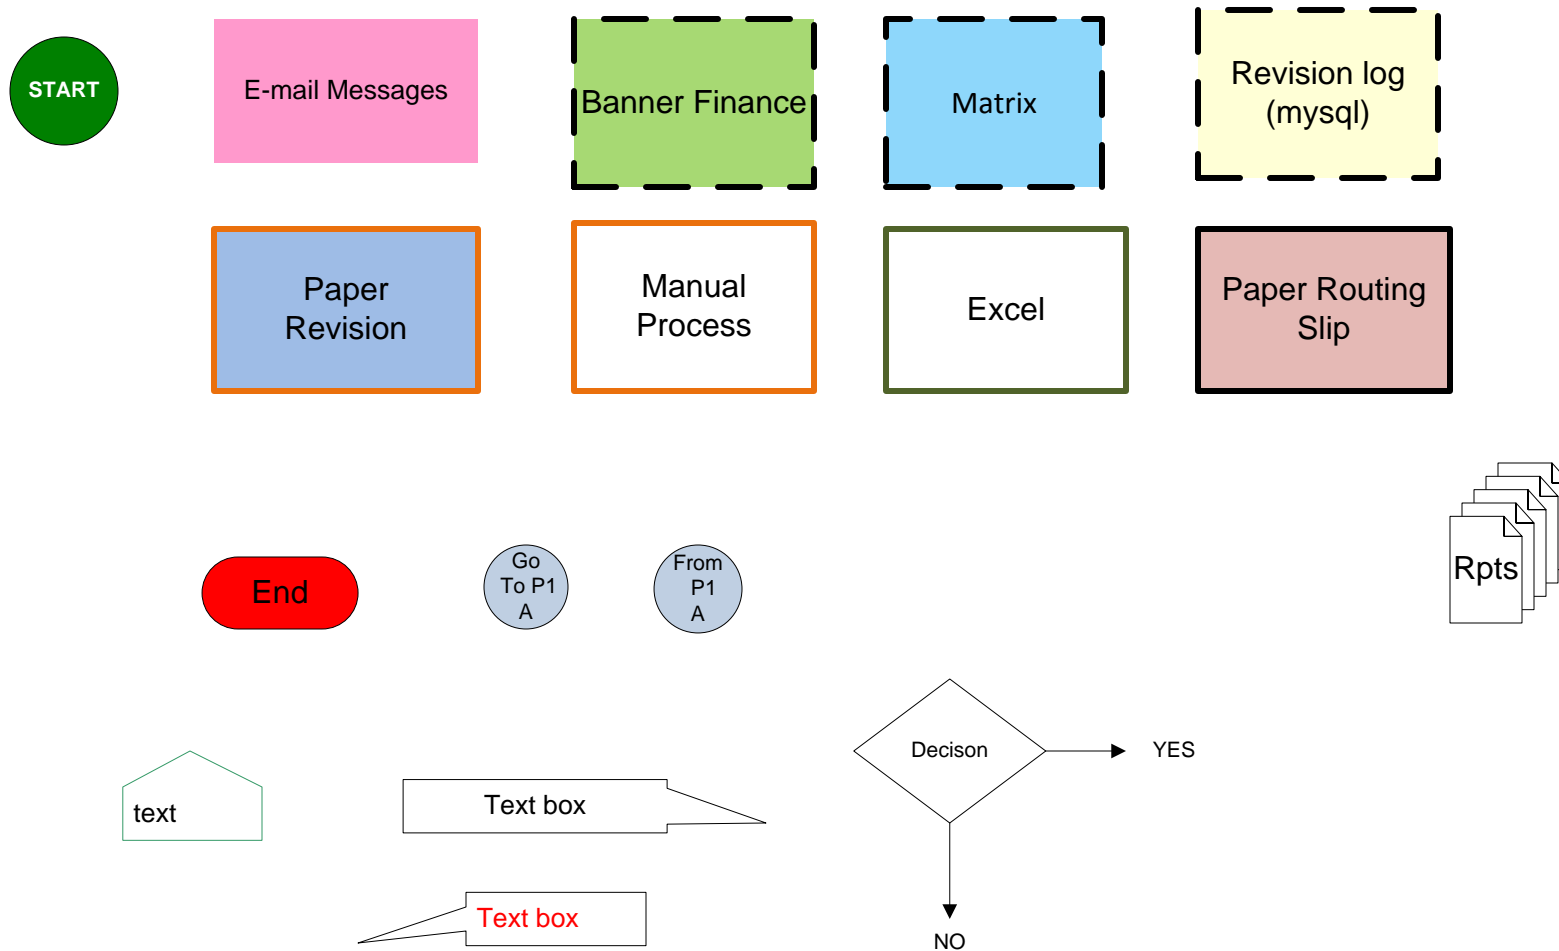 START
E-mail Messages
Banner Finance
Matrix
Revision log
(mysql)
Paper
Revision
Manual
Process
Excel
Paper Routing
Slip
Rpts
End
Go
To P1
A
From
P1
A
Decison
YES
NO
text
Text box
Text box